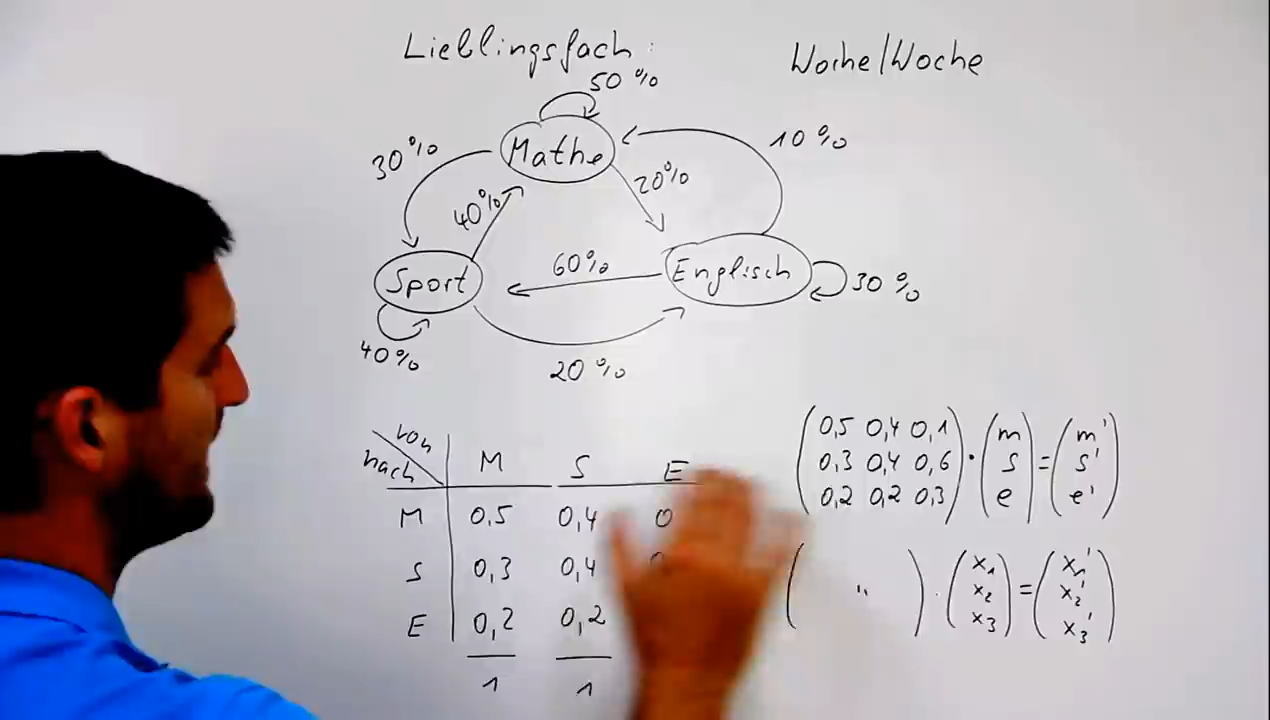 Lieblingsfach:
Woche/Woche
50 %
Mathe
10 %
30 %
40 %
20 %
60 %
Sport
Englisch
30 %
40 %
20 %
von
nach
M S E
M 0,5 0,4 0
S 0,3 0,4
E 0,2 0,2
1 1
( 0,5 0,4 0,1 ) · ( m ) = ( m' )
0,3 0,4 0,6 s s'
0,2 0,2 0,3 e e'
( " ) · ( x₁ ) = ( x₁' )
x₂ x₂'
x₃ x₃'